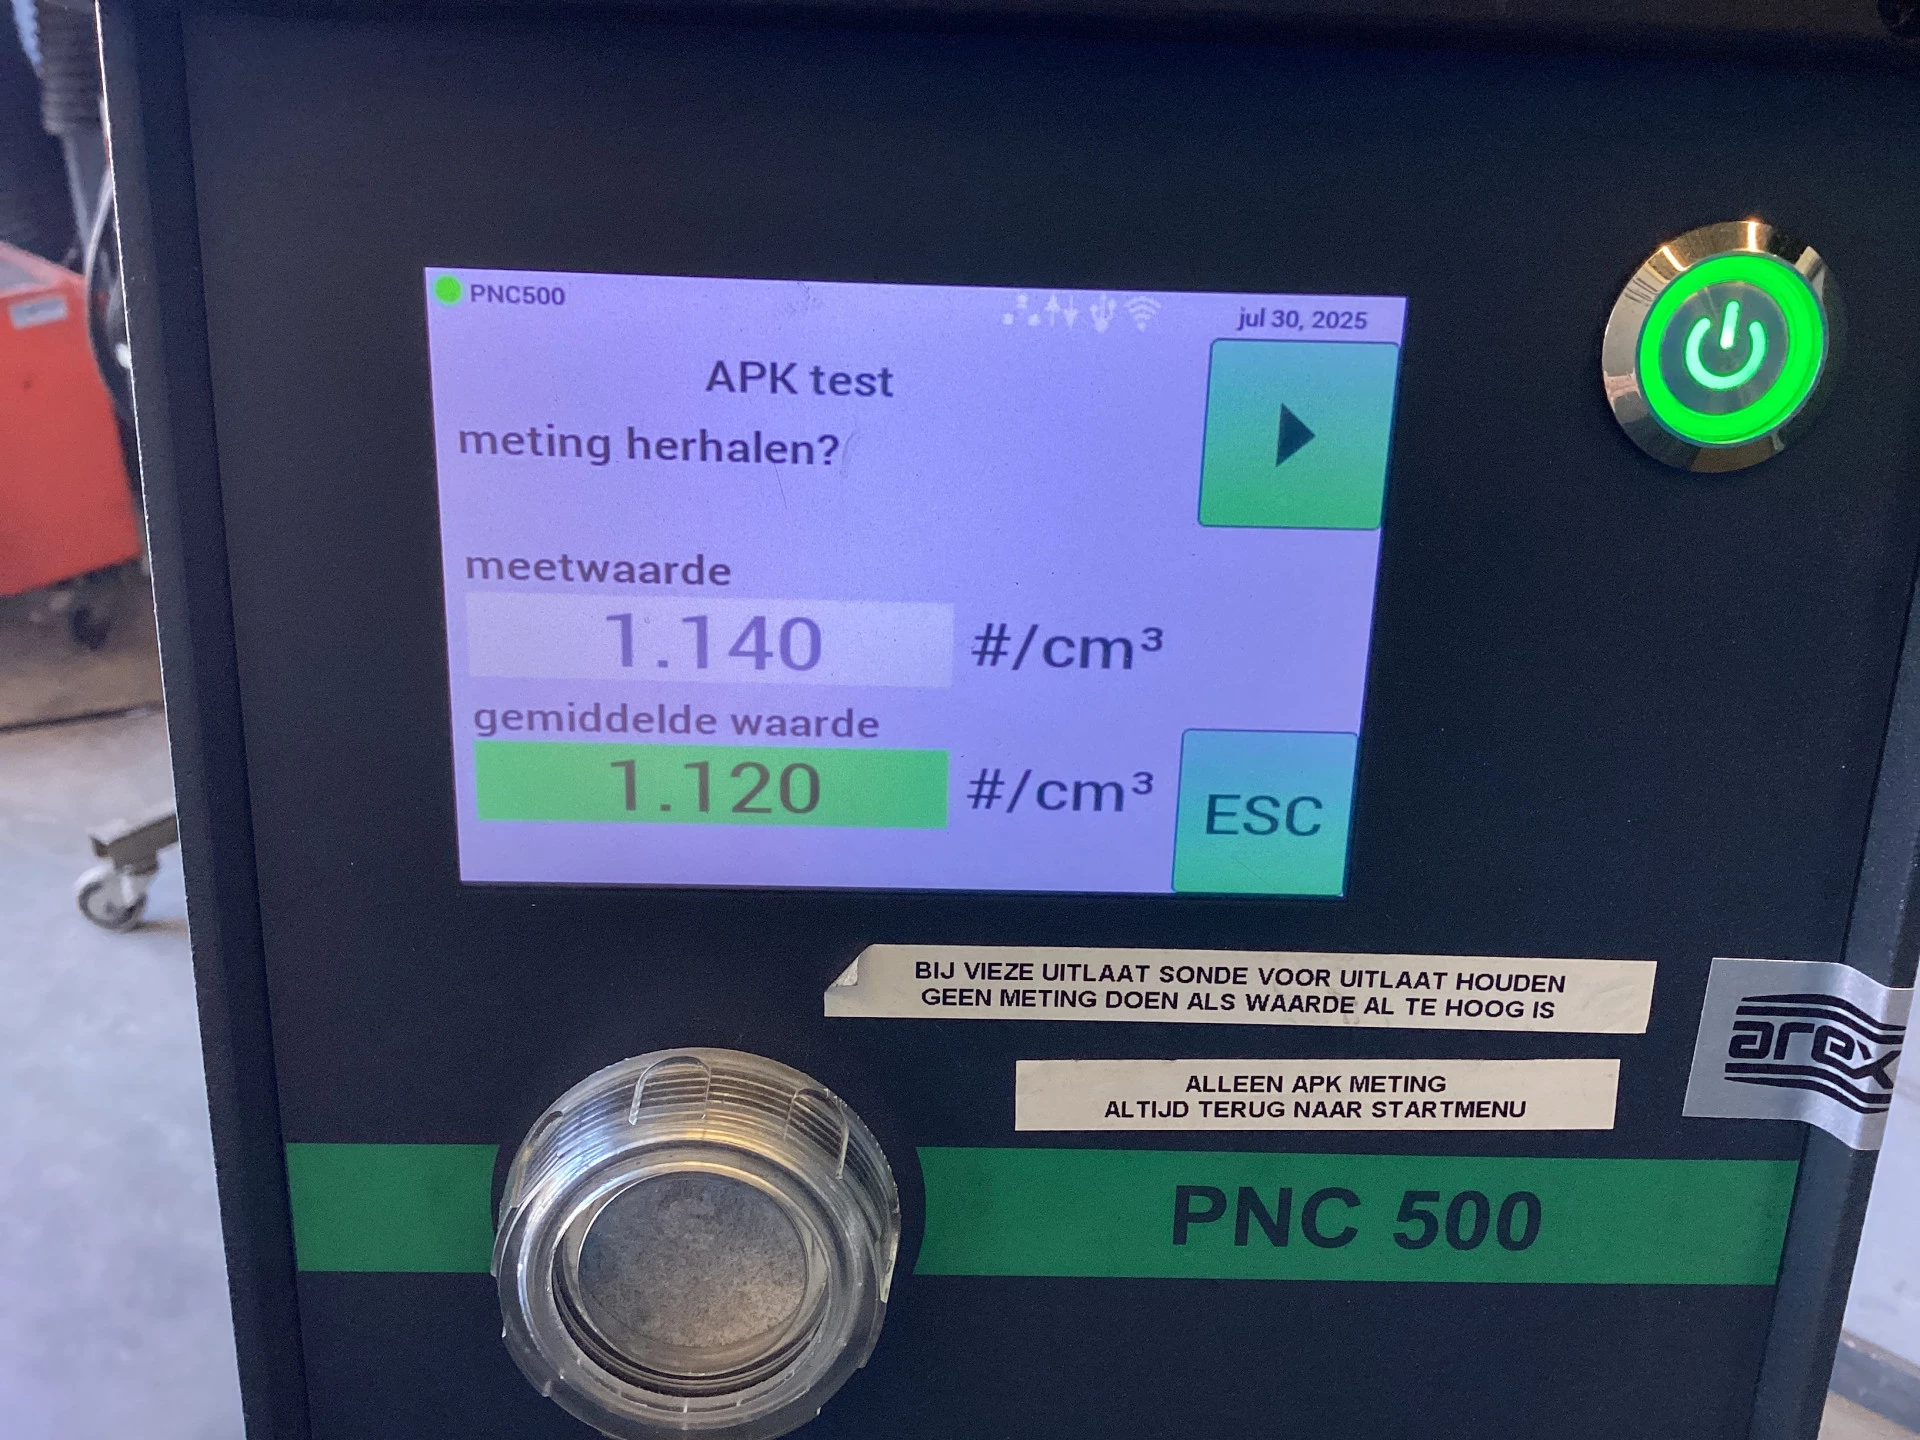 PNC500
jul 30, 2025
APK test
meting herhalen?
meetwaarde
1.140 #/cm³
gemiddelde waarde
1.120 #/cm³
ESC
BIJ VIEZE UITLAAT SONDE VOOR UITLAAT HOUDEN
GEEN METING DOEN ALS WAARDE AL TE HOOG IS
arex
ALLEEN APK METING
ALTIJD TERUG NAAR STARTMENU
PNC 500